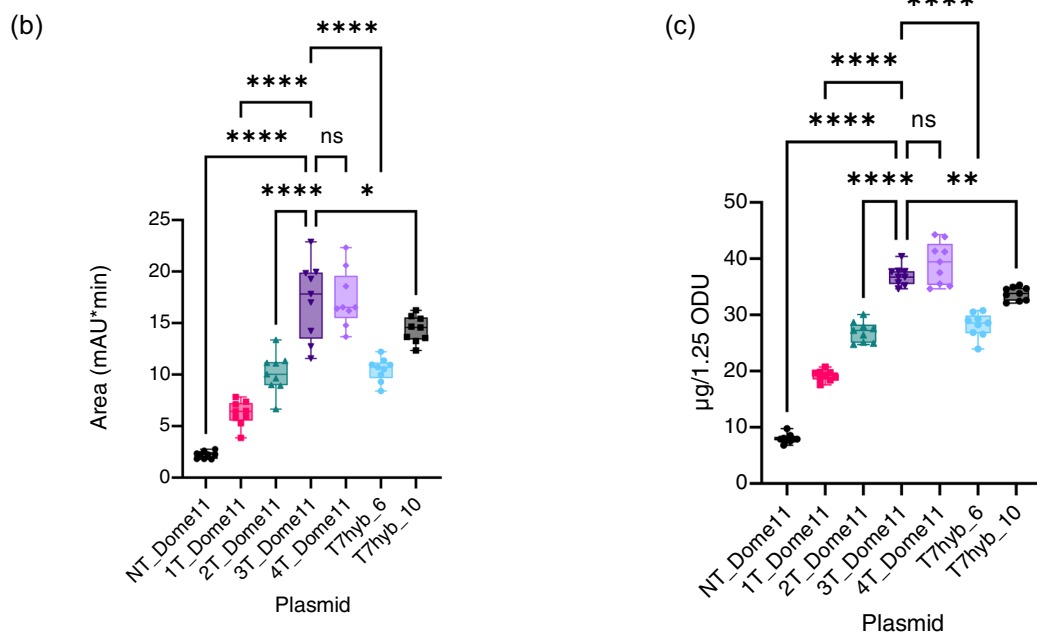 (b)
****
****
****
ns
****
*
25
20
15
10
5
0
Area (mAU*min)
NT_Dome11
1T_Dome11
2T_Dome11
3T_Dome11
4T_Dome11
T7hyb_6
T7hyb_10
Plasmid
(c)
****
****
****
ns
****
**
50
40
30
20
10
0
µg/1.25 ODU
NT_Dome11
1T_Dome11
2T_Dome11
3T_Dome11
4T_Dome11
T7hyb_6
T7hyb_10
Plasmid